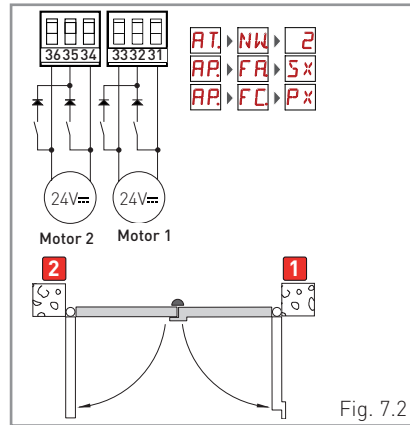 36 35 34 33 32 31
AT. NW. 2
AP. FA. SX
AP. FC. PX
24V 24V
Motor 2 Motor 1
2 1
Fig. 7.2